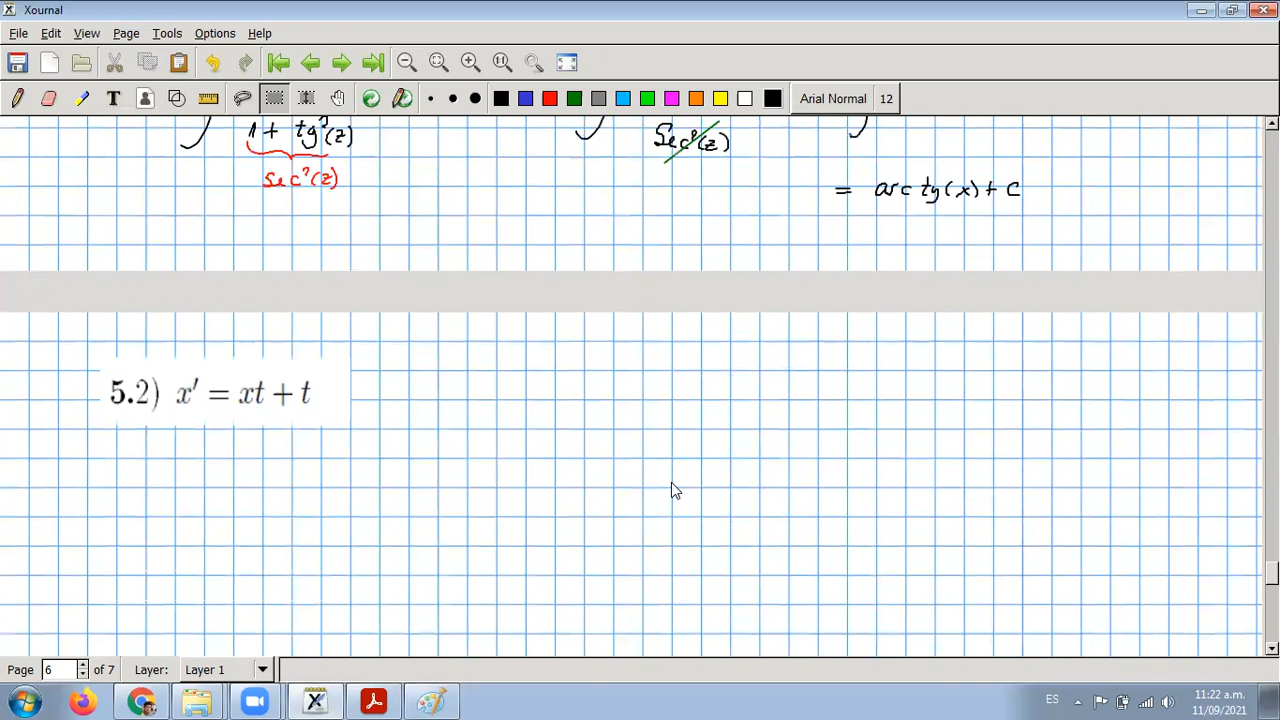 Xournal
File Edit View Page Tools Options Help
Arial Normal 12
1 + tg²(z)
Sec²(z)
Sec²(z)
= arc tg(x) + c
5.2) x′ = xt + t
Page 6 of 7 Layer: Layer 1
ES 11:22 a.m.
11/09/2021